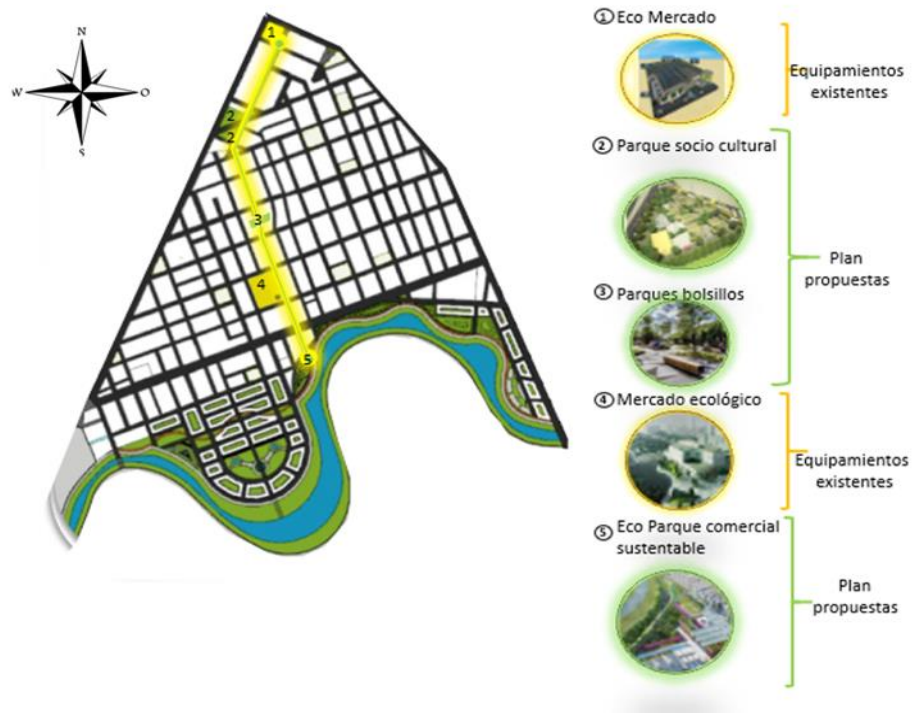 N
W
O
S
1
2
2
3
4
5
① Eco Mercado
Equipamientos
existentes
② Parque socio cultural
Plan
propuestas
③ Parques bolsillos
④ Mercado ecológico
Equipamientos
existentes
⑤ Eco Parque comercial
sustentable
Plan
propuestas